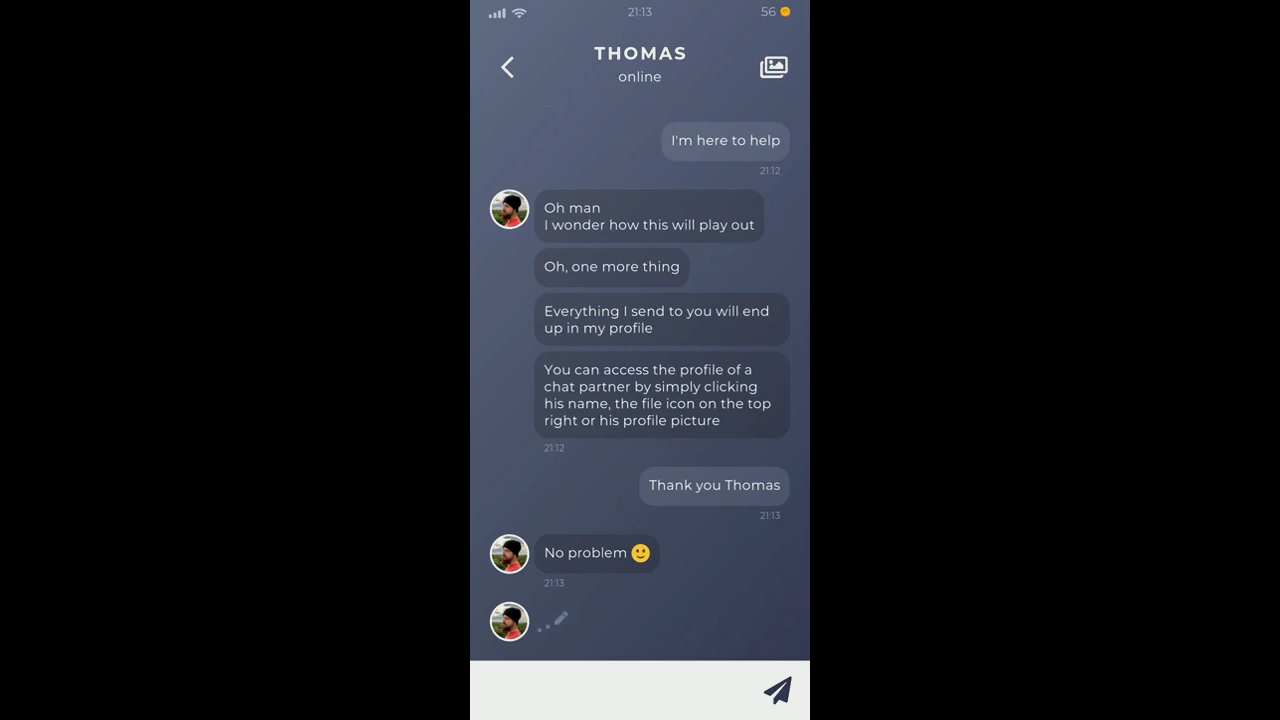 21:13
56
THOMAS
online
I'm here to help
21:12
Oh man
I wonder how this will play out
Oh, one more thing
Everything I send to you will end
up in my profile
You can access the profile of a
chat partner by simply clicking
his name, the file icon on the top
right or his profile picture
21:12
Thank you Thomas
21:13
No problem 🙂
21:13